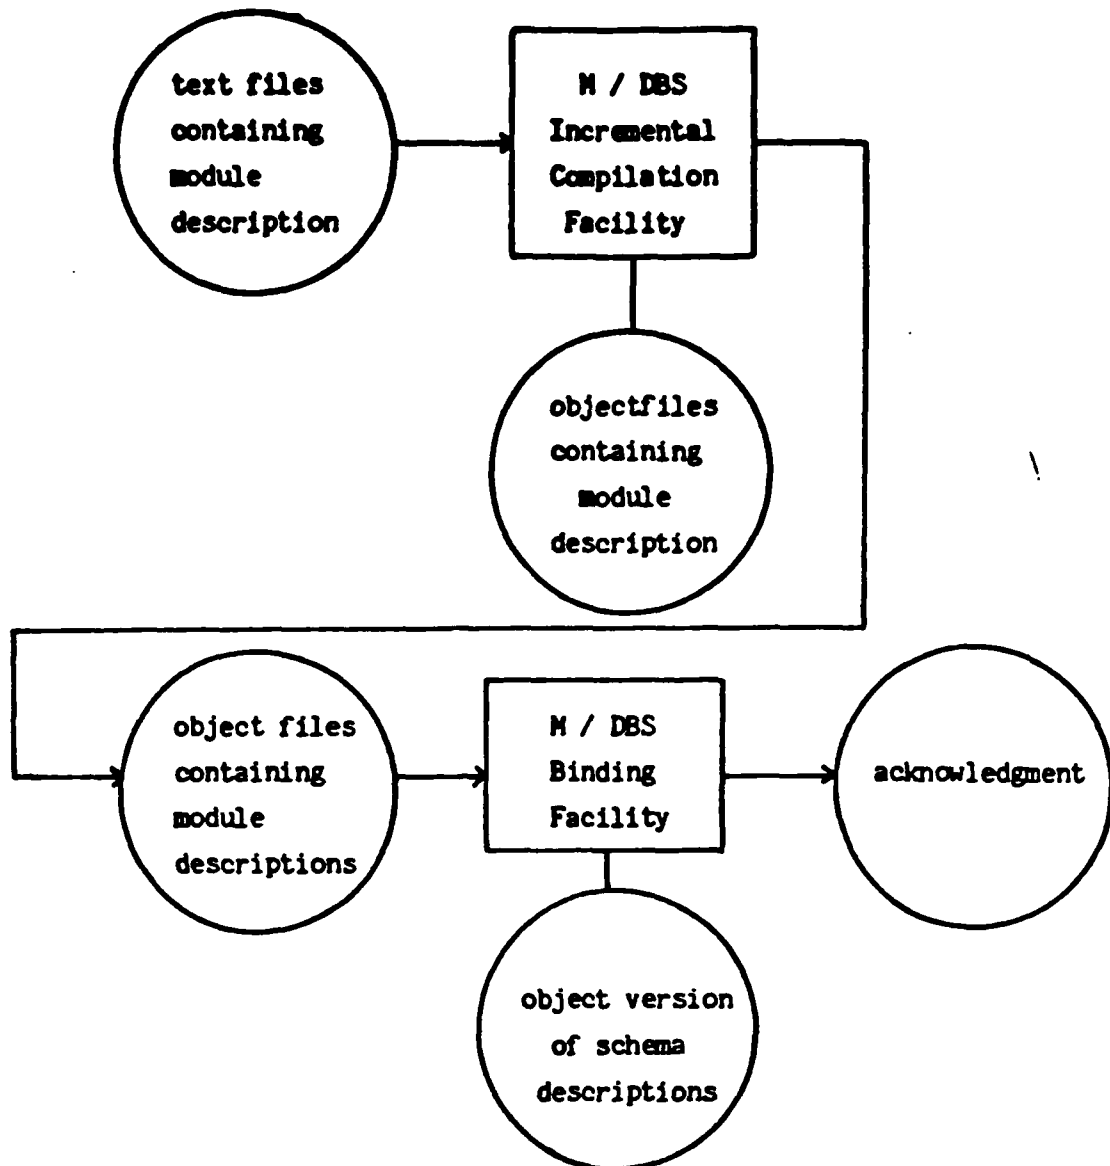 text files
containing
module
description
M / DBS
Incremental
Compilation
Facility
objectfiles
containing
module
description
object files
containing
module
descriptions
M / DBS
Binding
Facility
acknowledgment
object version
of schema
descriptions